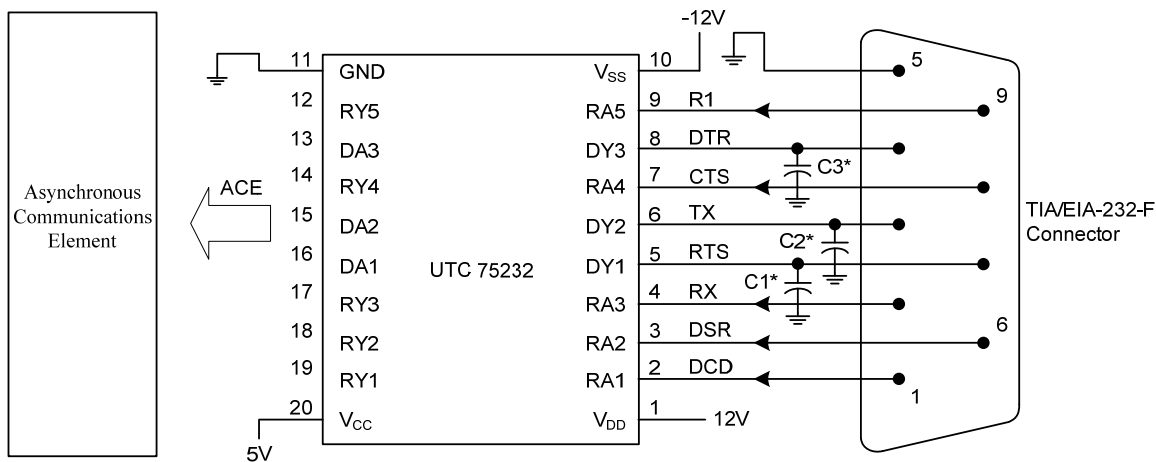 -12V
11 GND VSS 10 5
12 RY5 RA5 9 R1 9
13 DA3 DY3 8 DTR
C3*
14 RY4 RA4 7 CTS
ACE
Asynchronous
Communications
Element
15 DA2 DY2 6 TX
C2*
TIA/EIA-232-F
Connector
16 DA1 UTC 75232 DY1 5 RTS
C1*
17 RY3 RA3 4 RX
18 RY2 RA2 3 DSR 6
19 RY1 RA1 2 DCD 1
20 VCC VDD 1 12V
5V